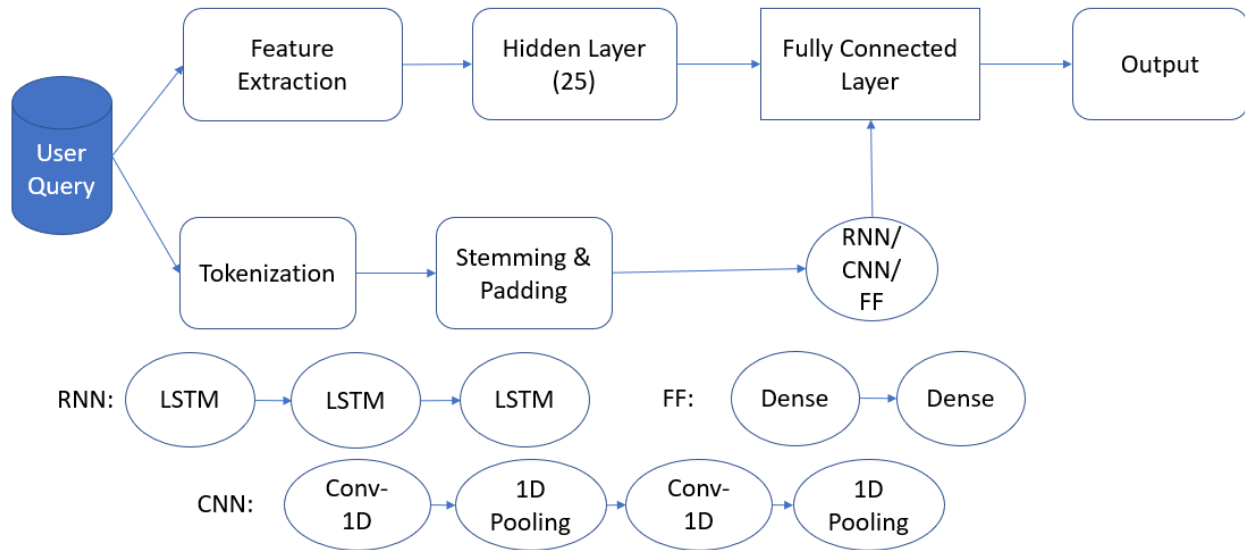 User
Query
Feature
Extraction
Hidden Layer
(25)
Fully Connected
Layer
Output
Tokenization
Stemming &
Padding
RNN/
CNN/
FF
RNN:
LSTM
LSTM
LSTM
FF:
Dense
Dense
CNN:
Conv-
1D
1D
Pooling
Conv-
1D
1D
Pooling